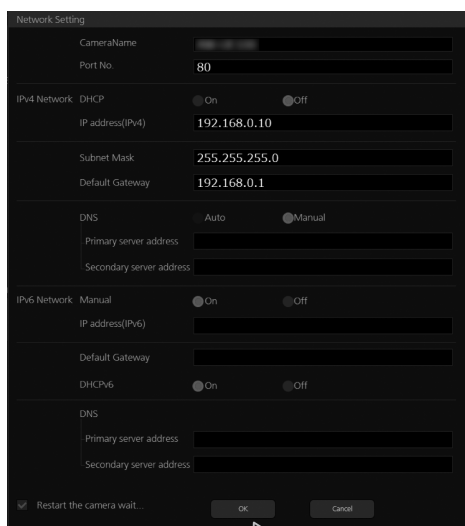 Network Setting
CameraName
Port No. 80
IPv4 Network DHCP On Off
IP address(IPv4) 192.168.0.10
Subnet Mask 255.255.255.0
Default Gateway 192.168.0.1
DNS Auto Manual
Primary server address
Secondary server address
IPv6 Network Manual On Off
IP address(IPv6)
Default Gateway
DHCPv6 On Off
DNS
Primary server address
Secondary server address
Restart the camera wait...
OK Cancel